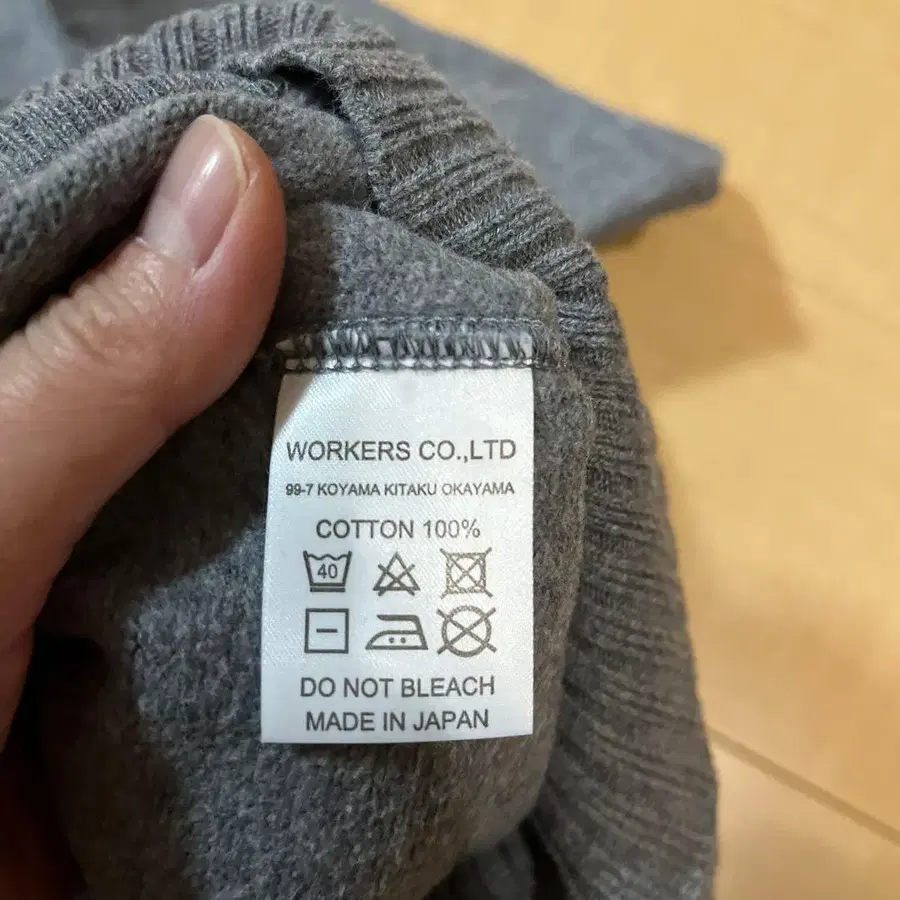 WORKERS CO.,LTD
99-7 KOYAMA KITAKU OKAYAMA
COTTON 100%
40
DO NOT BLEACH
MADE IN JAPAN